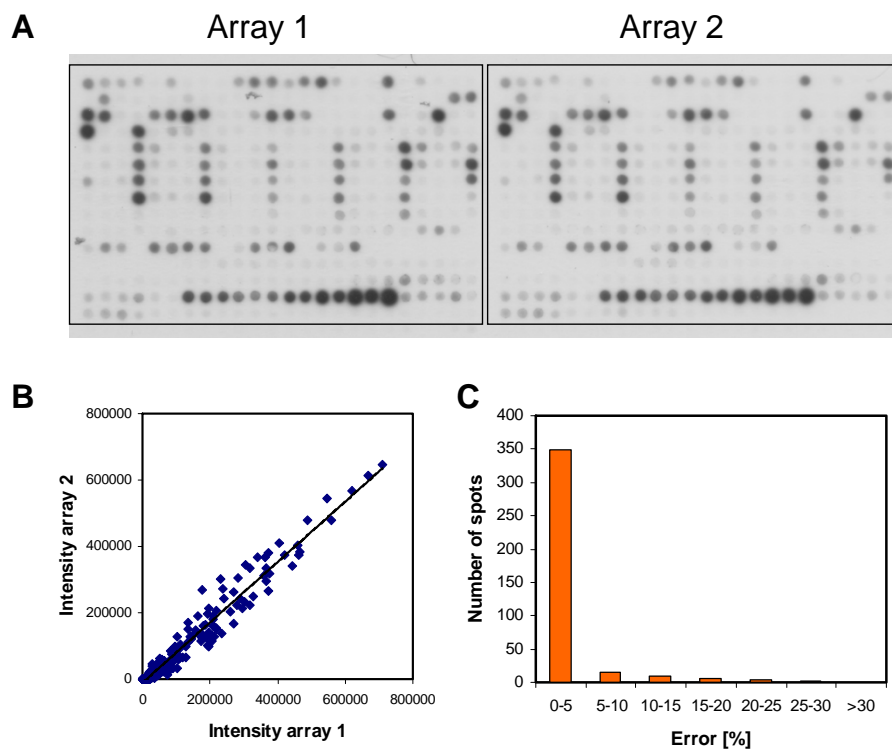 A
Array 1
Array 2
B
800000
600000
400000
200000
0
0 200000 400000 600000 800000
Intensity array 2
Intensity array 1
C
400
350
300
250
200
150
100
50
0
0-5 5-10 10-15 15-20 20-25 25-30 >30
Number of spots
Error [%]